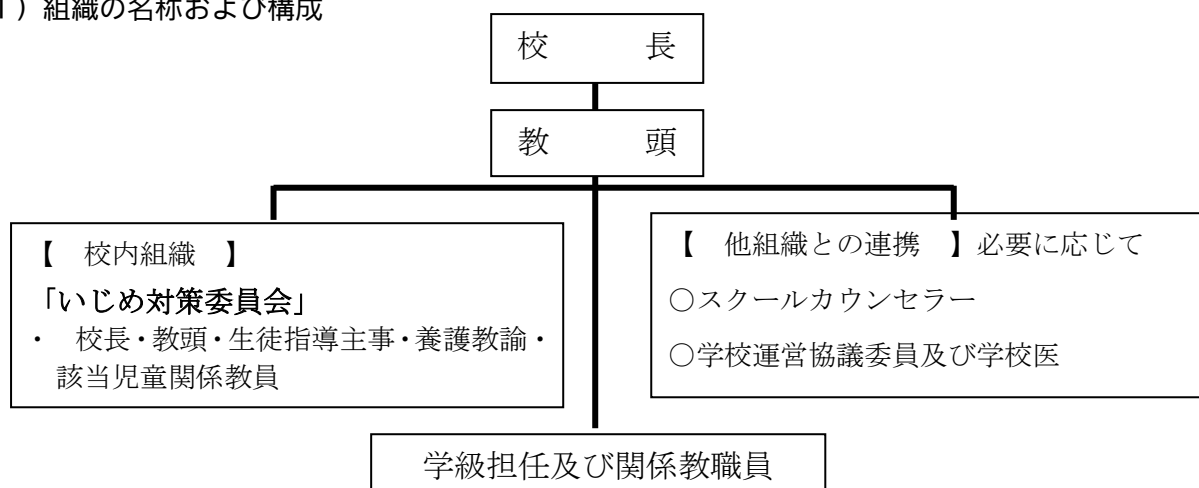 １）組織の名称および構成
校　　　長
教　　　頭
【　校内組織　】
「いじめ対策委員会」
・　校長・教頭・生徒指導主事・養護教諭・
該当児童関係教員
【　他組織との連携　】必要に応じて
○スクールカウンセラー
○学校運営協議委員及び学校医
学級担任及び関係教職員